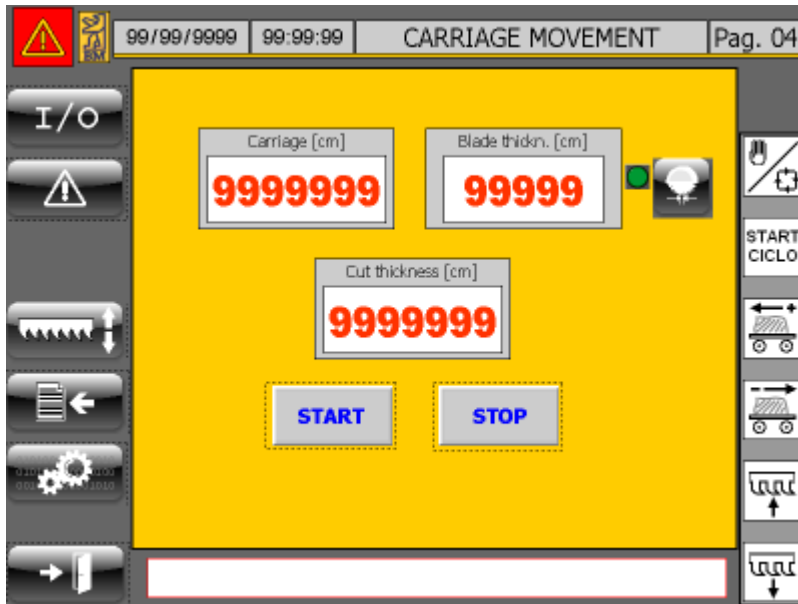 99/99/9999
99:99:99
CARRIAGE MOVEMENT
Pag. 04
I/O
Carriage [cm]
9999999
Blade thickn. [cm]
99999
START
CICLO
Cut thickness [cm]
9999999
START
STOP